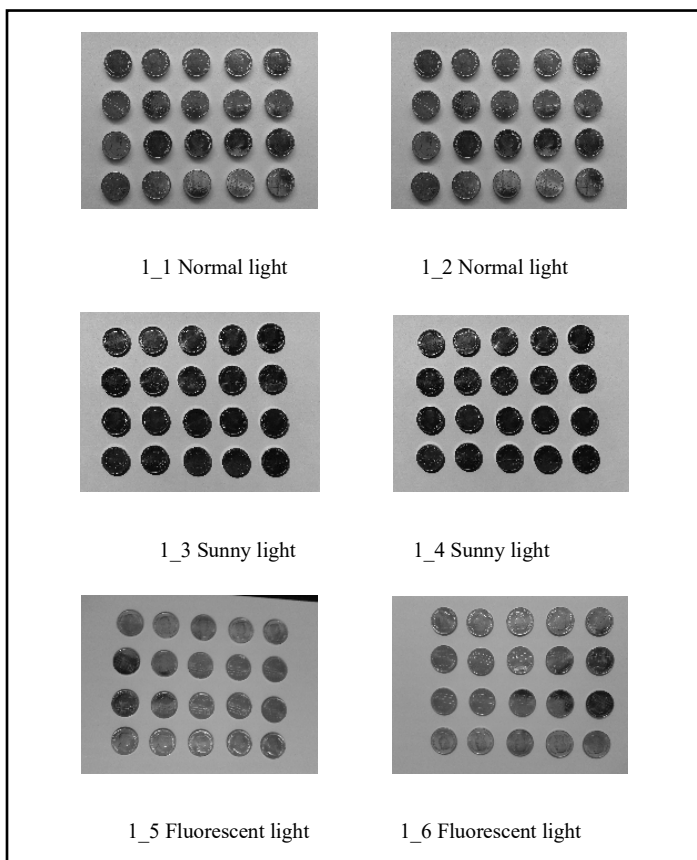 1_1 Normal light
1_2 Normal light
1_3 Sunny light
1_4 Sunny light
1_5 Fluorescent light
1_6 Fluorescent light